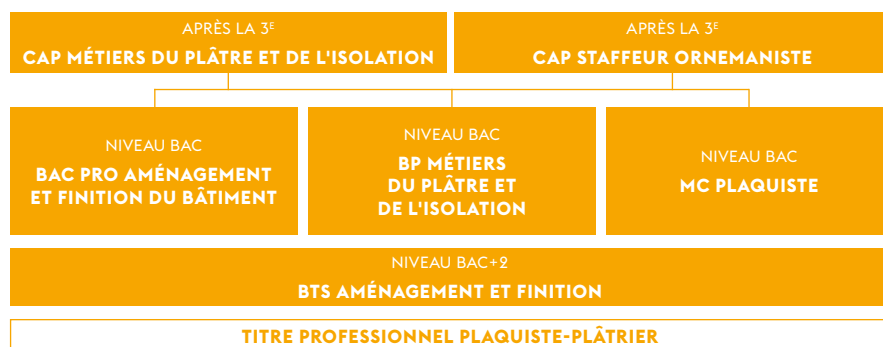 APRÈS LA 3ᴱ
CAP MÉTIERS DU PLÂTRE ET DE L'ISOLATION
APRÈS LA 3ᴱ
CAP STAFFEUR ORNEMANISTE
NIVEAU BAC
BAC PRO AMÉNAGEMENT
ET FINITION DU BÂTIMENT
NIVEAU BAC
BP MÉTIERS
DU PLÂTRE ET
DE L'ISOLATION
NIVEAU BAC
MC PLAQUISTE
NIVEAU BAC+2
BTS AMÉNAGEMENT ET FINITION
TITRE PROFESSIONNEL PLAQUISTE-PLÂTRIER